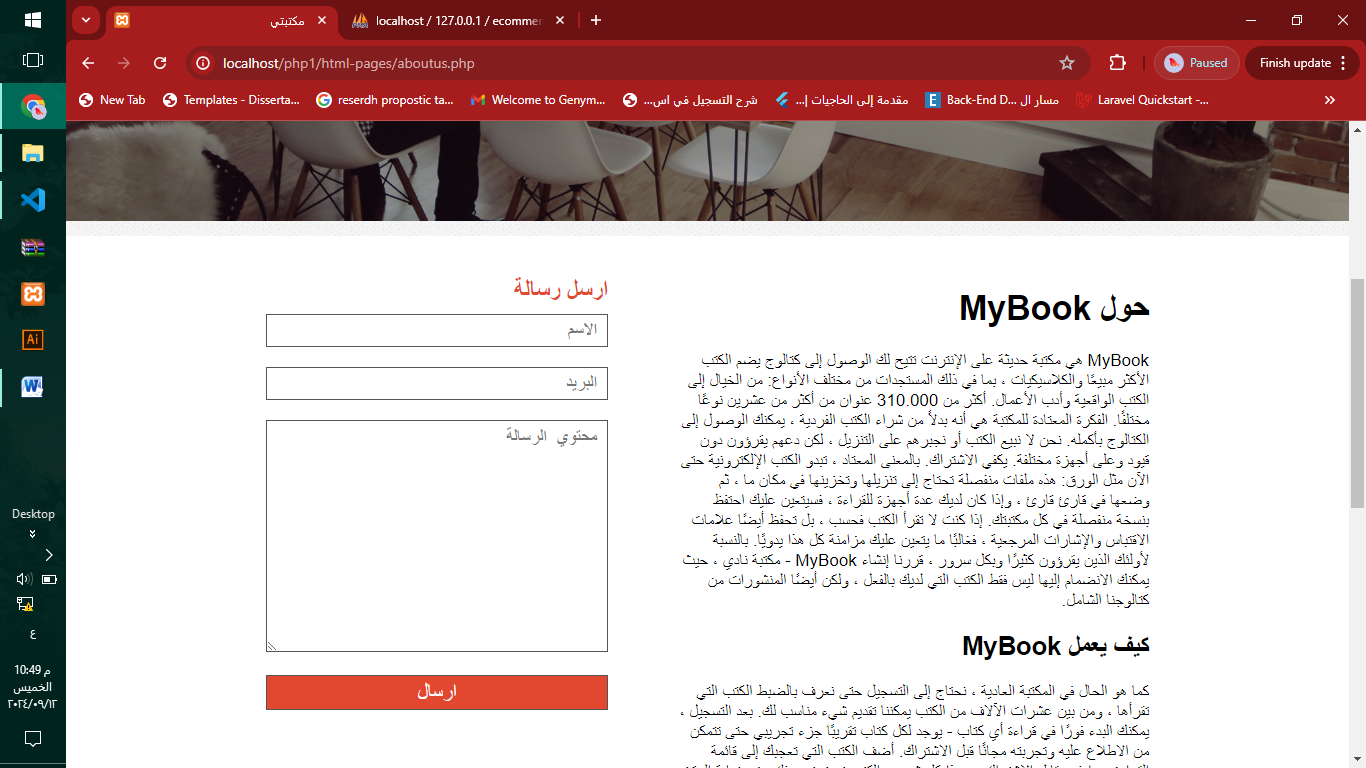 مكتبتي
localhost / 127.0.0.1 / ecommer
localhost/php1/html-pages/aboutus.php
Paused
Finish update
New Tab
Templates - Disserta...
reserdh propostic ta...
Welcome to Genym...
شرح التسجيل في اس...
مقدمة إلى الحاجيات |...
Back-End D... مسار ال
Laravel Quickstart -...
حول MyBook
MyBook هي مكتبة حديثة على الإنترنت تتيح لك الوصول إلى كتالوج يضم الكتب
الأكثر مبيعًا والكلاسيكيات ، بما في ذلك المستجدات من مختلف الأنواع: من الخيال إلى
الكتب الواقعية وأدب الأعمال. أكثر من 310.000 عنوان من أكثر من عشرين نوعًا
مختلفًا. الفكرة المعتادة للمكتبة هي أنه بدلاً من شراء الكتب الفردية ، يمكنك الوصول إلى
الكتالوج بأكمله. نحن لا نبيع الكتب أو نجبرهم على التنزيل ، لكن دعهم يقرؤون دون
قيود وعلى أجهزة مختلفة. يكفي الاشتراك. بالمعنى المعتاد ، تبدو الكتب الإلكترونية حتى
الآن مثل الورق: هذه ملفات منفصلة تحتاج إلى تنزيلها وتخزينها في مكان ما ، ثم
وضعها في قارئ قارئ ، وإذا كان لديك عدة أجهزة للقراءة ، فسيتعين عليك احتفظ
بنسخة منفصلة في كل مكتبتك. إذا كنت لا تقرأ الكتب فحسب ، بل تحفظ أيضًا علامات
الاقتباس والإشارات المرجعية ، فغالبًا ما يتعين عليك مزامنة كل هذا يدويًا. بالنسبة
لأولئك الذين يقرؤون كثيرًا وبكل سرور ، قررنا إنشاء MyBook - مكتبة نادي ، حيث
يمكنك الانضمام إليها ليس فقط الكتب التي لديك بالفعل ، ولكن أيضًا المنشورات من
كتالوجنا الشامل.
كيف يعمل MyBook
كما هو الحال في المكتبة العادية ، نحتاج إلى التسجيل حتى نعرف بالضبط الكتب التي
تقرأها ، ومن بين عشرات الآلاف من الكتب يمكننا تقديم شيء مناسب لك. بعد التسجيل ،
يمكنك البدء فورًا في قراءة أي كتاب - يوجد لكل كتاب تقريبًا جزء تجريبي حتى تتمكن
من الاطلاع عليه وتجربته مجانًا قبل الاشتراك. أضف الكتب التي تعجبك إلى قائمة
ارسل رسالة
الاسم
البريد
محتوي الرسالة
ارسال
Desktop
ع
10:49 م
الخميس
٢٠٢٤/٠٩/١٢